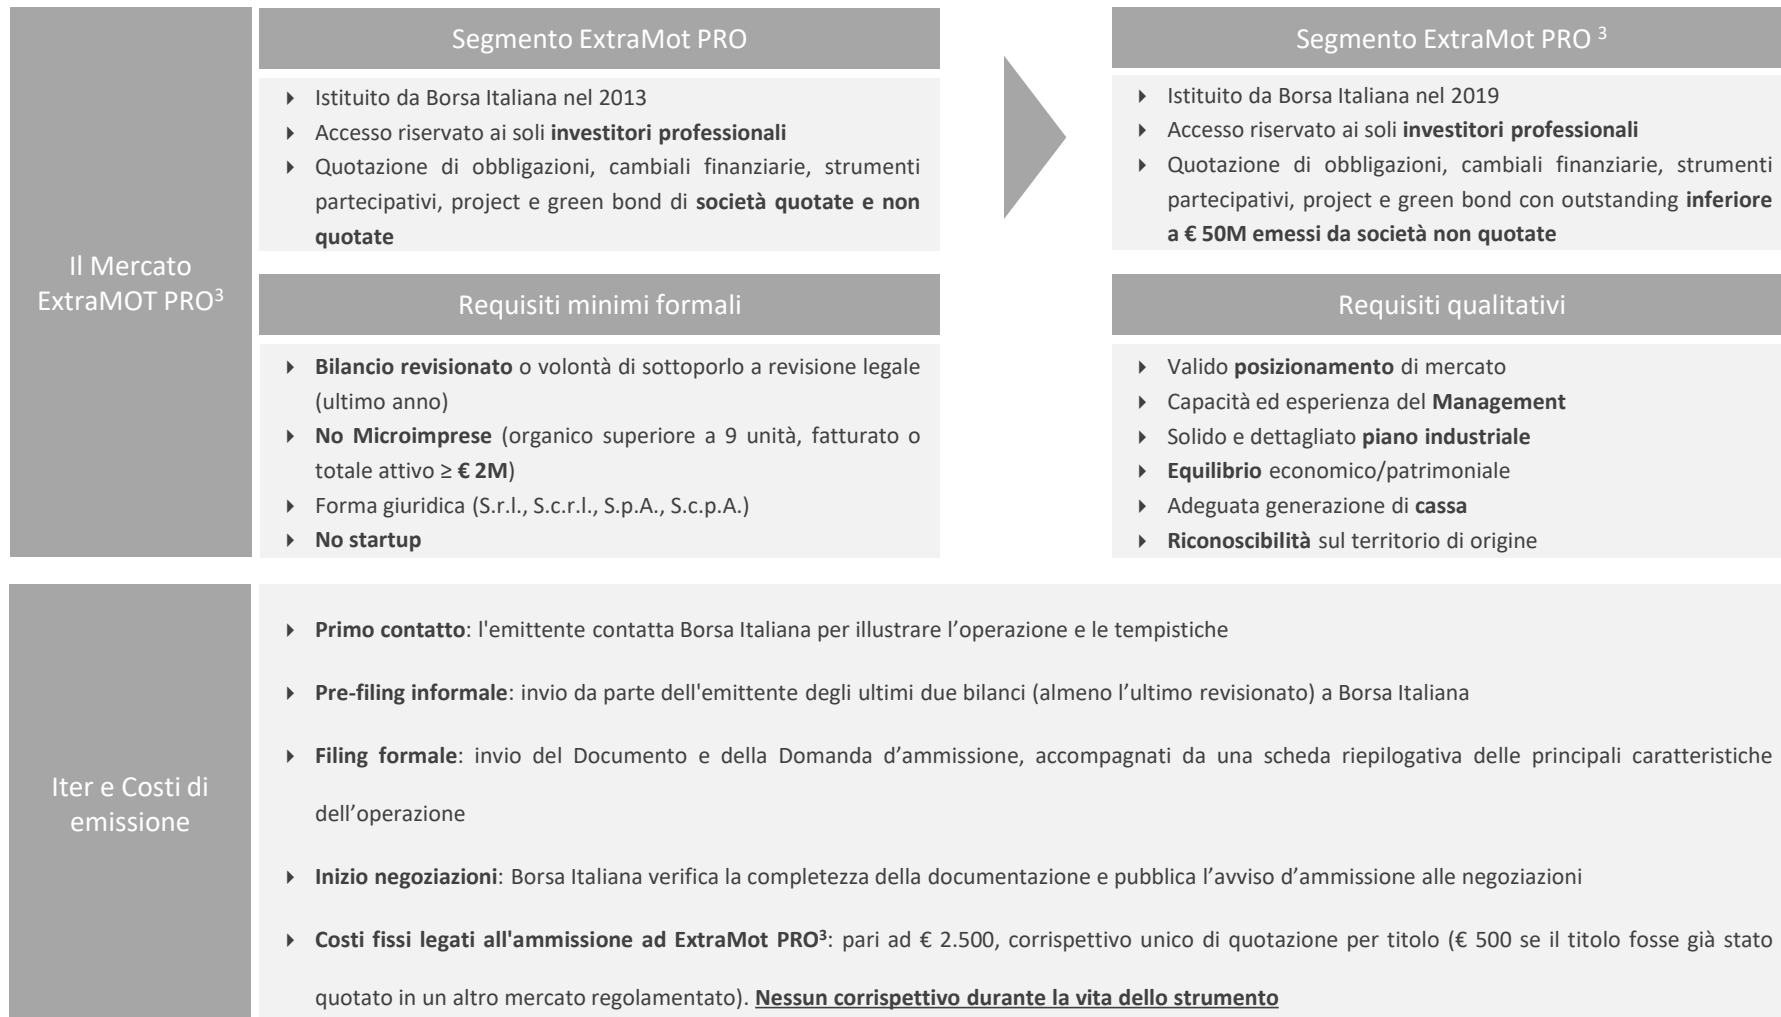 Il Mercato
ExtraMOT PRO³
Segmento ExtraMot PRO
Istituito da Borsa Italiana nel 2013
Accesso riservato ai soli investitori professionali
Quotazione di obbligazioni, cambiali finanziarie, strumenti
partecipativi, project e green bond di società quotate e non
quotate
Segmento ExtraMot PRO ³
Istituito da Borsa Italiana nel 2019
Accesso riservato ai soli investitori professionali
Quotazione di obbligazioni, cambiali finanziarie, strumenti
partecipativi, project e green bond con outstanding inferiore
a € 50M emessi da società non quotate
Requisiti minimi formali
Bilancio revisionato o volontà di sottoporlo a revisione legale
(ultimo anno)
No Microimprese (organico superiore a 9 unità, fatturato o
totale attivo ≥ € 2M)
Forma giuridica (S.r.l., S.c.r.l., S.p.A., S.c.p.A.)
No startup
Requisiti qualitativi
Valido posizionamento di mercato
Capacità ed esperienza del Management
Solido e dettagliato piano industriale
Equilibrio economico/patrimoniale
Adeguata generazione di cassa
Riconoscibilità sul territorio di origine
Iter e Costi di
emissione
Primo contatto: l'emittente contatta Borsa Italiana per illustrare l’operazione e le tempistiche
Pre-filing informale: invio da parte dell'emittente degli ultimi due bilanci (almeno l’ultimo revisionato) a Borsa Italiana
Filing formale: invio del Documento e della Domanda d’ammissione, accompagnati da una scheda riepilogativa delle principali caratteristiche
dell’operazione
Inizio negoziazioni: Borsa Italiana verifica la completezza della documentazione e pubblica l’avviso d’ammissione alle negoziazioni
Costi fissi legati all'ammissione ad ExtraMot PRO³: pari ad € 2.500, corrispettivo unico di quotazione per titolo (€ 500 se il titolo fosse già stato
quotato in un altro mercato regolamentato). Nessun corrispettivo durante la vita dello strumento